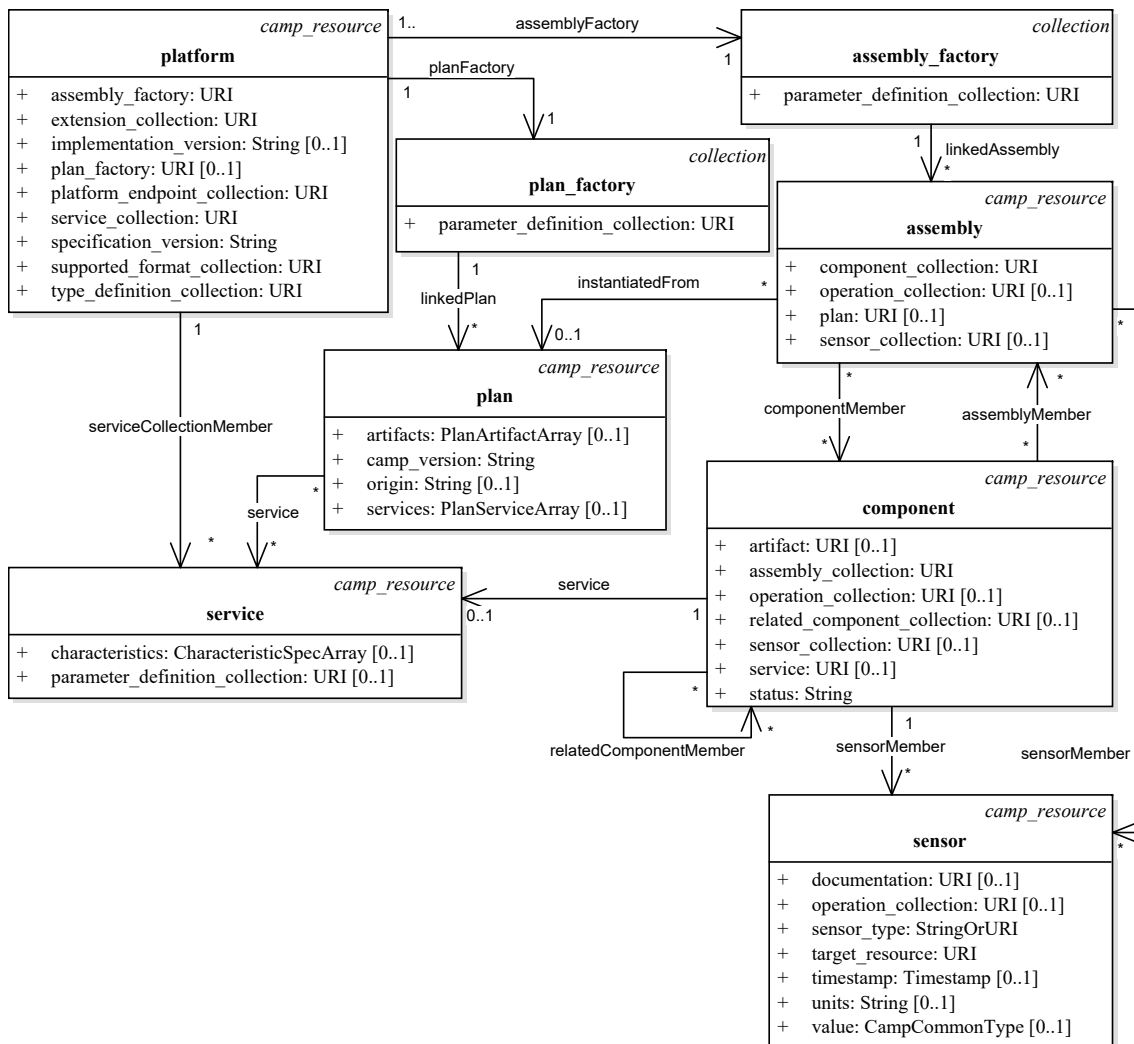 camp_resource
platform
+ assembly_factory: URI
+ extension_collection: URI
+ implementation_version: String [0..1]
+ plan_factory: URI [0..1]
+ platform_endpoint_collection: URI
+ service_collection: URI
+ specification_version: String
+ supported_format_collection: URI
+ type_definition_collection: URI
1..
assemblyFactory
1
planFactory
1
1
collection
assembly_factory
+ parameter_definition_collection: URI
1
linkedAssembly
*
collection
plan_factory
+ parameter_definition_collection: URI
1
linkedPlan
*
instantiatedFrom
*
0..1
camp_resource
assembly
+ component_collection: URI
+ operation_collection: URI [0..1]
+ plan: URI [0..1]
+ sensor_collection: URI [0..1]
*
*
componentMember
*
*
assemblyMember
*
1
serviceCollectionMember
*
camp_resource
plan
+ artifacts: PlanArtifactArray [0..1]
+ camp_version: String
+ origin: String [0..1]
+ services: PlanServiceArray [0..1]
*
service
*
camp_resource
service
+ characteristics: CharacteristicSpecArray [0..1]
+ parameter_definition_collection: URI [0..1]
service
0..1
1
camp_resource
component
+ artifact: URI [0..1]
+ assembly_collection: URI
+ operation_collection: URI [0..1]
+ related_component_collection: URI [0..1]
+ sensor_collection: URI [0..1]
+ service: URI [0..1]
+ status: String
*
relatedComponentMember
*
1
sensorMember
*
sensorMember
*
camp_resource
sensor
+ documentation: URI [0..1]
+ operation_collection: URI [0..1]
+ sensor_type: StringOrURI
+ target_resource: URI
+ timestamp: Timestamp [0..1]
+ units: String [0..1]
+ value: CampCommonType [0..1]